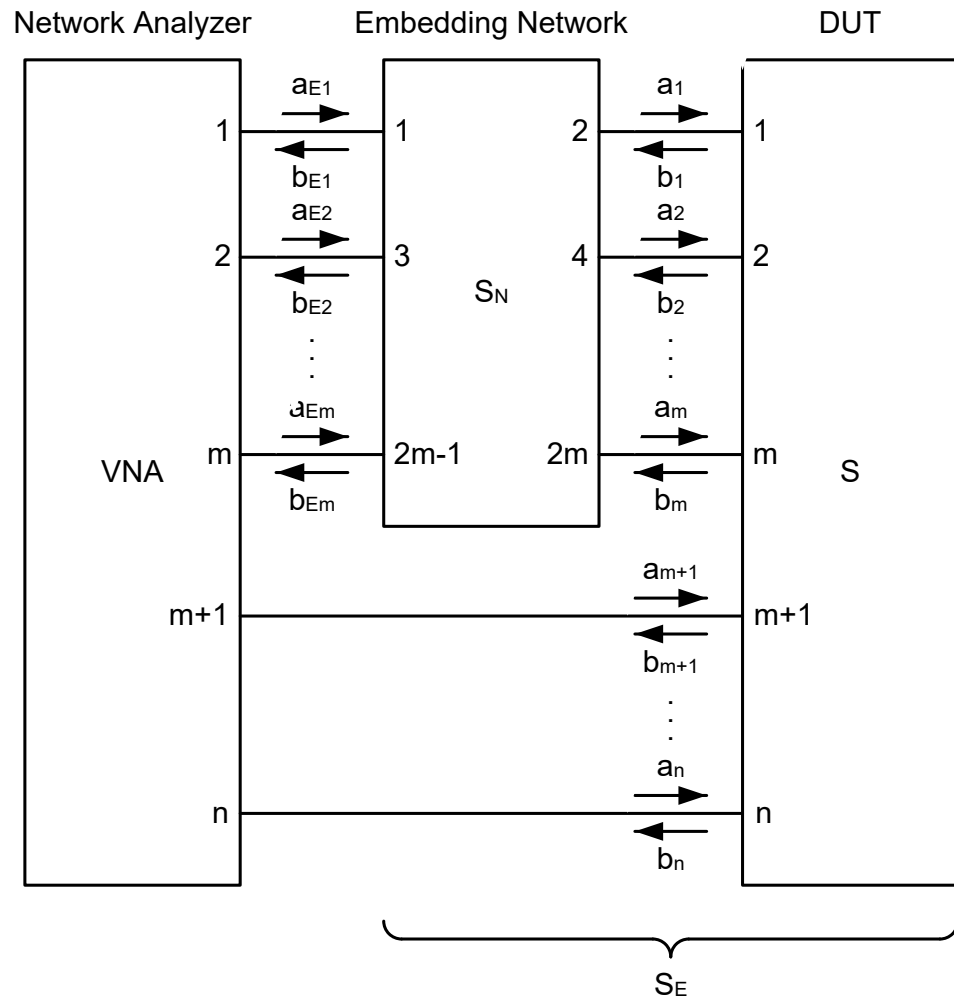 Network Analyzer Embedding Network DUT
aE1 a1
1 1 2 1
bE1 b1
aE2 a2
2 3 4 2
bE2 b2
SN
aEm am
m 2m-1 2m m
VNA S
bEm bm
am+1
m+1 m+1
bm+1
an
n n
bn
SE